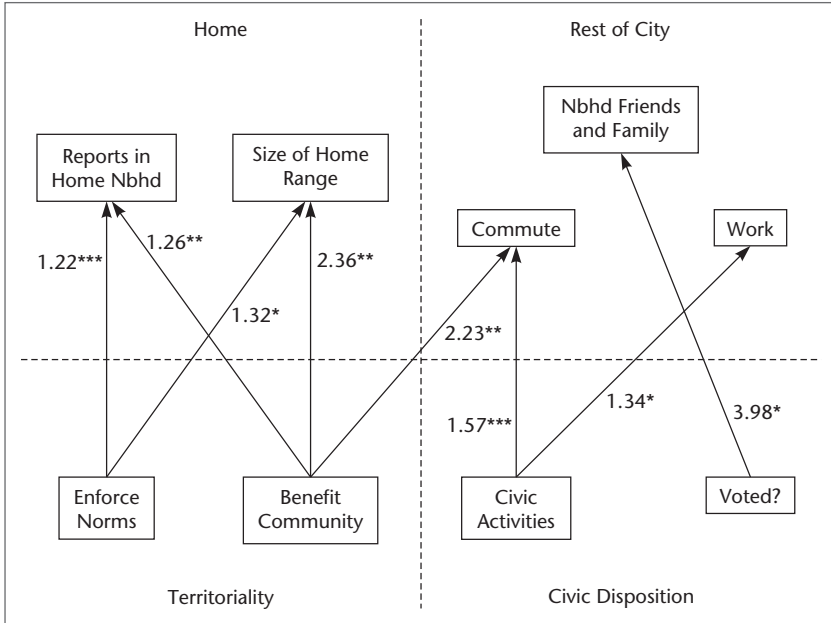 Home
Rest of City
Nbhd Friends
and Family
Reports in
Home Nbhd
Size of Home
Range
Commute
Work
1.22***
1.26**
1.32*
2.36**
2.23**
1.57***
1.34*
3.98*
Enforce
Norms
Benefit
Community
Civic
Activities
Voted?
Territoriality
Civic Disposition